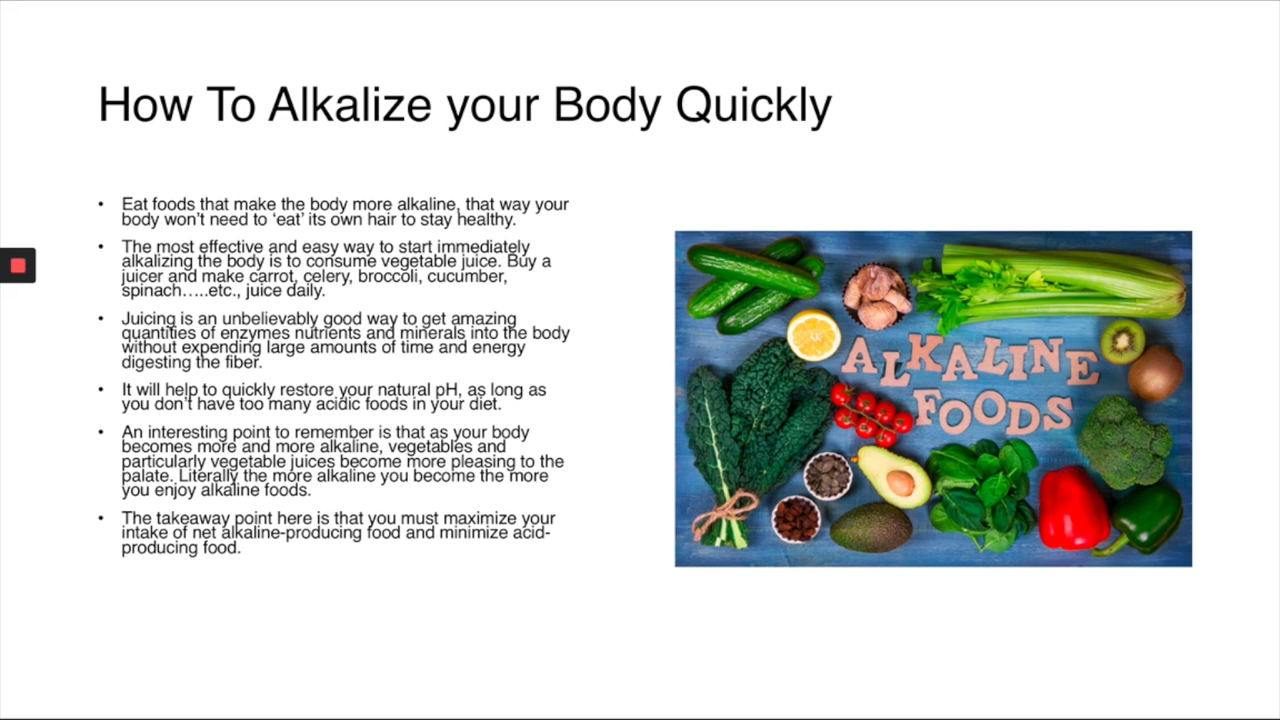 How To Alkalize your Body Quickly
• Eat foods that make the body more alkaline, that way your
body won't need to ‘eat’ its own hair to stay healthy.
• The most effective and easy way to start immediately
alkalizing the body is to consume vegetable juice. Buy a
juicer and make carrot, celery, broccoli, cucumber,
spinach…..etc., juice daily.
• Juicing is an unbelievably good way to get amazing
quantities of enzymes nutrients and minerals into the body
without expending large amounts of time and energy
digesting the fiber.
• It will help to quickly restore your natural pH, as long as
you don't have too many acidic foods in your diet.
• An interesting point to remember is that as your body
becomes more and more alkaline, vegetables and
particularly vegetable juices become more pleasing to the
palate. Literally the more alkaline you become the more
you enjoy alkaline foods.
• The takeaway point here is that you must maximize your
intake of net alkaline-producing food and minimize acid-
producing food.
ALKALINE
FOODS